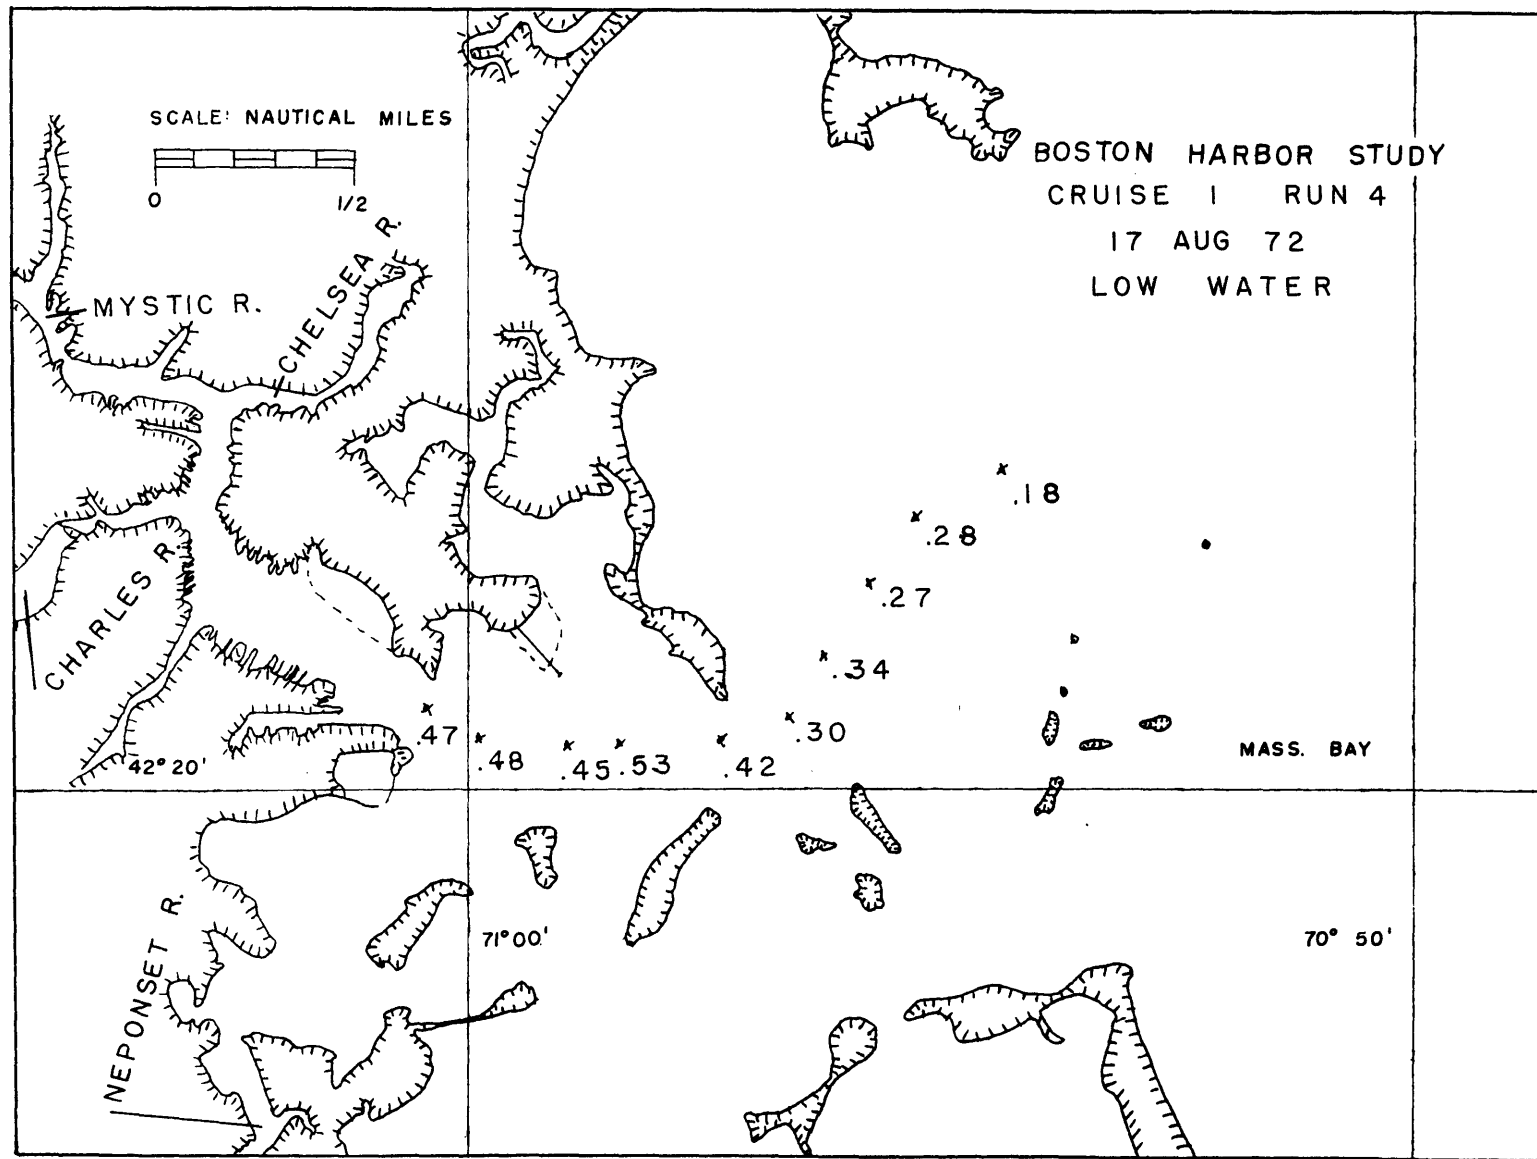 SCALE: NAUTICAL MILES
0 1/2
BOSTON HARBOR STUDY
CRUISE 1 RUN 4
17 AUG 72
LOW WATER
MYSTIC R.
CHELSEA R.
CHARLES R.
.18
.28
.27
.34
.30
.47
.48
.45
.53
.42
42° 20'
MASS. BAY
71° 00'
70° 50'
NEPONSET R.